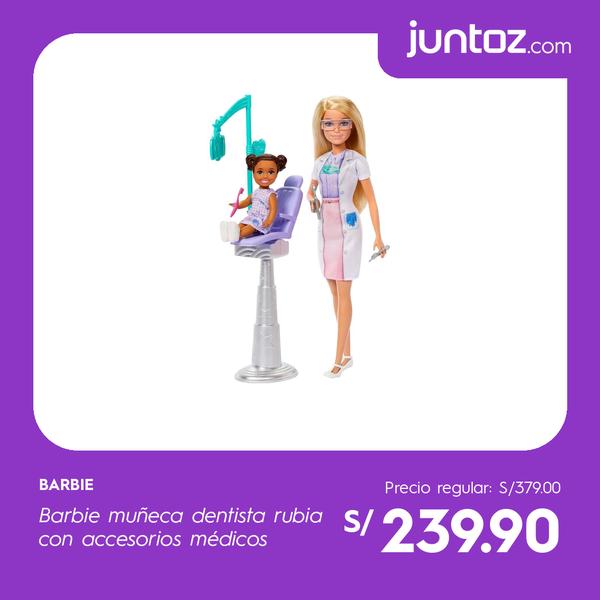 juntoz.com
BARBIE
Barbie muñeca dentista rubia
con accesorios médicos
Precio regular: S/379.00
S/239.90